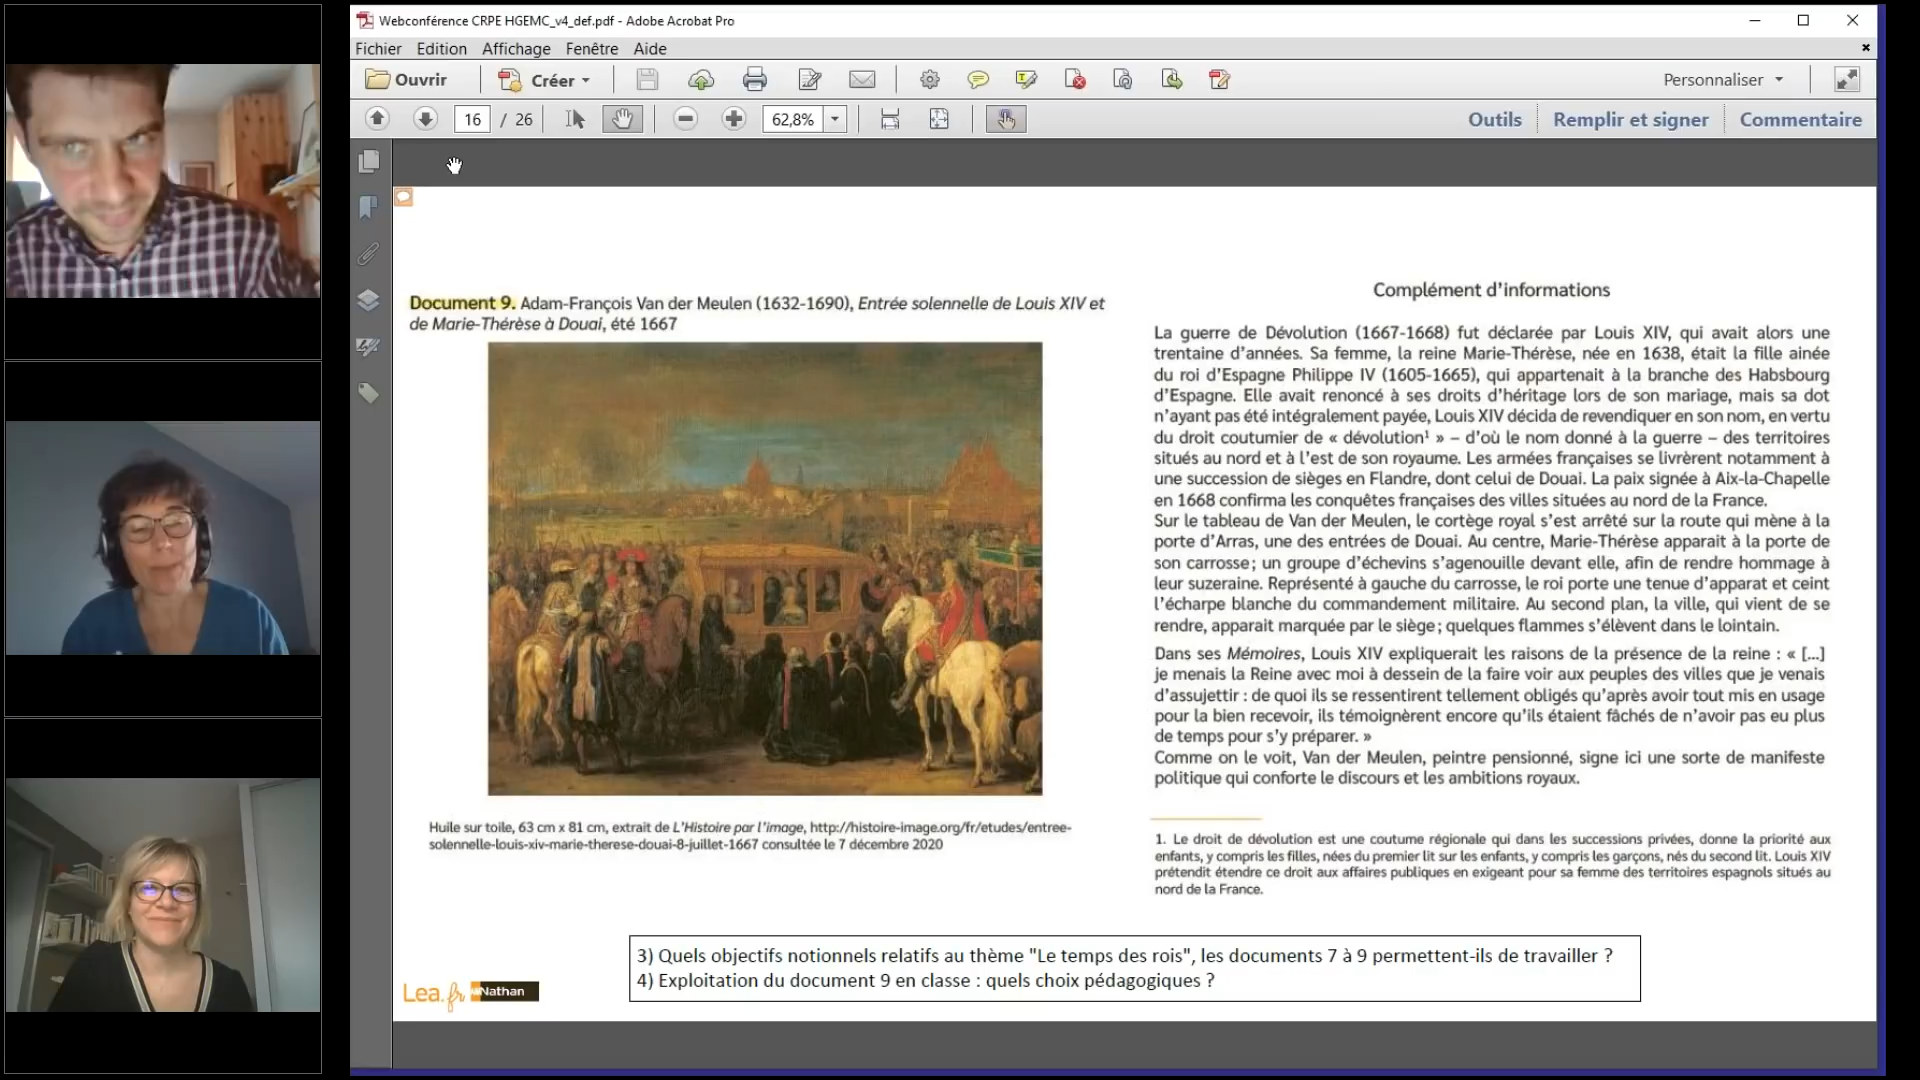 Webconférence CRPE HGEMC_v4_def.pdf - Adobe Acrobat Pro
Fichier Edition Affichage Fenêtre Aide
Ouvrir Créer Personnaliser
16 / 26 62,8% Outils Remplir et signer Commentaire
Document 9. Adam-François Van der Meulen (1632-1690), Entrée solennelle de Louis XIV et
de Marie-Thérèse à Douai, été 1667
Huile sur toile, 63 cm x 81 cm, extrait de L'Histoire par l'image, http://histoire-image.org/fr/etudes/entree-
solennelle-louis-xiv-marie-therese-douai-8-juillet-1667 consultée le 7 décembre 2020
Complément d'informations
La guerre de Dévolution (1667-1668) fut déclarée par Louis XIV, qui avait alors une
trentaine d'années. Sa femme, la reine Marie-Thérèse, née en 1638, était la fille ainée
du roi d'Espagne Philippe IV (1605-1665), qui appartenait à la branche des Habsbourg
d'Espagne. Elle avait renoncé à ses droits d'héritage lors de son mariage, mais sa dot
n'ayant pas été intégralement payée, Louis XIV décida de revendiquer en son nom, en vertu
du droit coutumier de « dévolution¹ » – d'où le nom donné à la guerre – des territoires
situés au nord et à l'est de son royaume. Les armées françaises se livrèrent notamment à
une succession de sièges en Flandre, dont celui de Douai. La paix signée à Aix-la-Chapelle
en 1668 confirma les conquêtes françaises des villes situées au nord de la France.
Sur le tableau de Van der Meulen, le cortège royal s'est arrêté sur la route qui mène à la
porte d'Arras, une des entrées de Douai. Au centre, Marie-Thérèse apparait à la porte de
son carrosse ; un groupe d'échevins s'agenouille devant elle, afin de rendre hommage à
leur suzeraine. Représenté à gauche du carrosse, le roi porte une tenue d'apparat et ceint
l'écharpe blanche du commandement militaire. Au second plan, la ville, qui vient de se
rendre, apparait marquée par le siège ; quelques flammes s'élèvent dans le lointain.
Dans ses Mémoires, Louis XIV expliquerait les raisons de la présence de la reine : « [...]
je menais la Reine avec moi à dessein de la faire voir aux peuples des villes que je venais
d'assujettir : de quoi ils se ressentirent tellement obligés qu'après avoir tout mis en usage
pour la bien recevoir, ils témoignèrent encore qu'ils étaient fâchés de n'avoir pas eu plus
de temps pour s'y préparer. »
Comme on le voit, Van der Meulen, peintre pensionné, signe ici une sorte de manifeste
politique qui conforte le discours et les ambitions royaux.
1. Le droit de dévolution est une coutume régionale qui dans les successions privées, donne la priorité aux
enfants, y compris les filles, nées du premier lit sur les enfants, y compris les garçons, nés du second lit. Louis XIV
prétendit étendre ce droit aux affaires publiques en exigeant pour sa femme des territoires espagnols situés au
nord de la France.
3) Quels objectifs notionnels relatifs au thème "Le temps des rois", les documents 7 à 9 permettent-ils de travailler ?
4) Exploitation du document 9 en classe : quels choix pédagogiques ?
Lea.fr Nathan